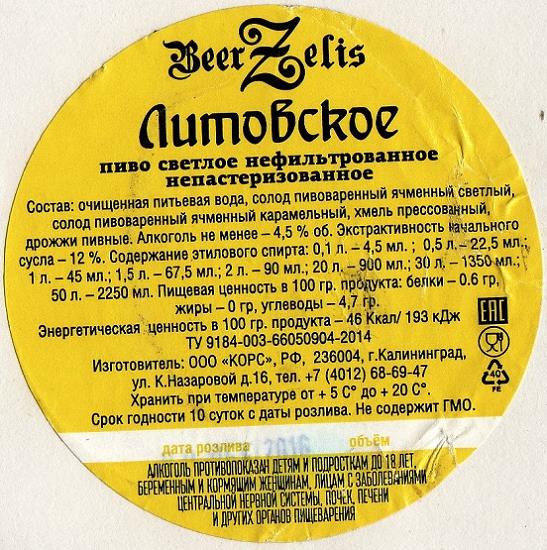 Beer Zelis
Литовское
пиво светлое нефильтрованное
непастеризованное
Состав: очищенная питьевая вода, солод пивоваренный ячменный светлый,
солод пивоваренный ячменный карамельный, хмель прессованный,
дрожжи пивные. Алкоголь не менее – 4,5 % об. Экстрактивность начального
сусла – 12 %. Содержание этилового спирта: 0,1 л. – 4,5 мл. ; 0,5 л.– 22,5 мл.;
1 л. – 45 мл.; 1,5 л. – 67,5 мл.; 2 л. – 90 мл.; 20 л. – 900 мл.; 30 л. – 1350 мл.;
50 л. – 2250 мл. Пищевая ценность в 100 гр. продукта: белки – 0.6 гр,
жиры – 0 гр, углеводы – 4,7 гр.
Энергетическая ценность в 100 гр. продукта – 46 Ккал/ 193 кДж
ТУ 9184-003-66050904-2014
EAC
Изготовитель: ООО «КОРС», РФ, 236004, г.Калининград,
ул. К.Назаровой д.16, тел. +7 (4012) 68-69-47
40
FE
Хранить при температуре от + 5 С° до + 20 С°.
Срок годности 10 суток с даты розлива. Не содержит ГМО.
дата розлива 2016 объём
АЛКОГОЛЬ ПРОТИВОПОКАЗАН ДЕТЯМ И ПОДРОСТКАМ ДО 18 ЛЕТ,
БЕРЕМЕННЫМ И КОРМЯЩИМ ЖЕНЩИНАМ, ЛИЦАМ С ЗАБОЛЕВАНИЯМИ
ЦЕНТРАЛЬНОЙ НЕРВНОЙ СИСТЕМЫ, ПОЧЕК, ПЕЧЕНИ
И ДРУГИХ ОРГАНОВ ПИЩЕВАРЕНИЯ